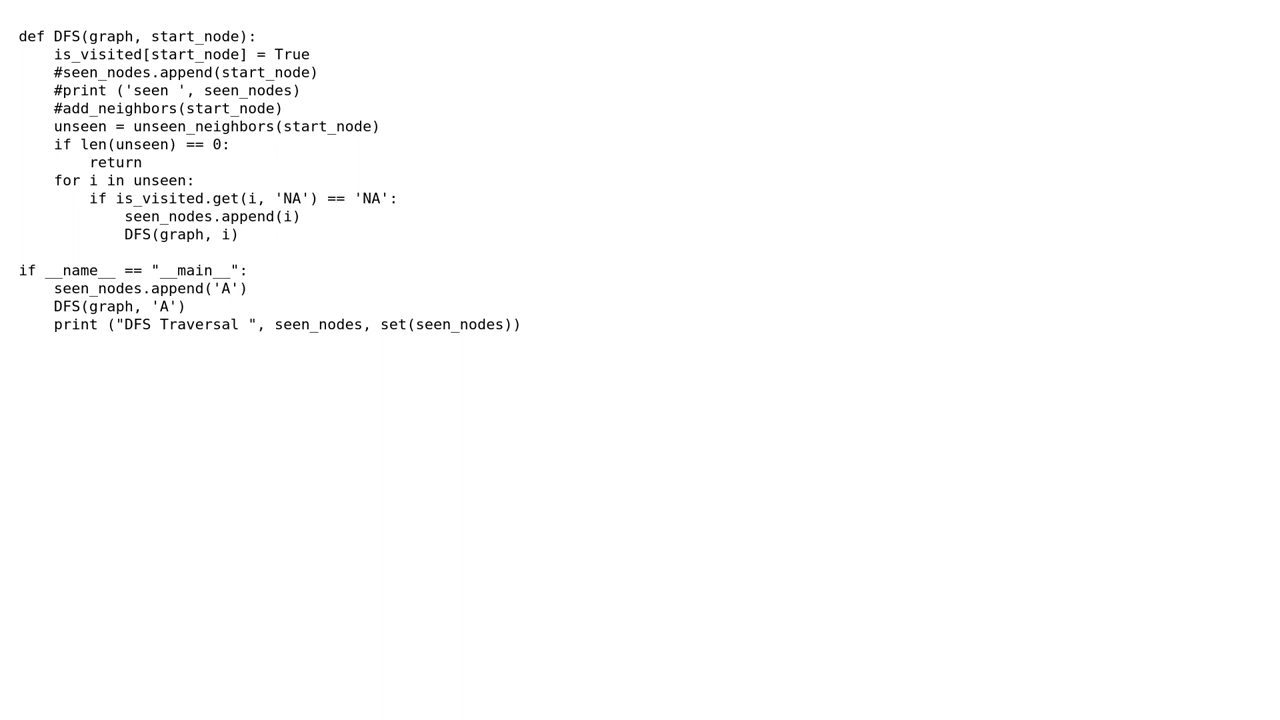 def DFS(graph, start_node):
    is_visited[start_node] = True
    #seen_nodes.append(start_node)
    #print ('seen ', seen_nodes)
    #add_neighbors(start_node)
    unseen = unseen_neighbors(start_node)
    if len(unseen) == 0:
        return
    for i in unseen:
        if is_visited.get(i, 'NA') == 'NA':
            seen_nodes.append(i)
            DFS(graph, i)

if __name__ == "__main__":
    seen_nodes.append('A')
    DFS(graph, 'A')
    print ("DFS Traversal ", seen_nodes, set(seen_nodes))